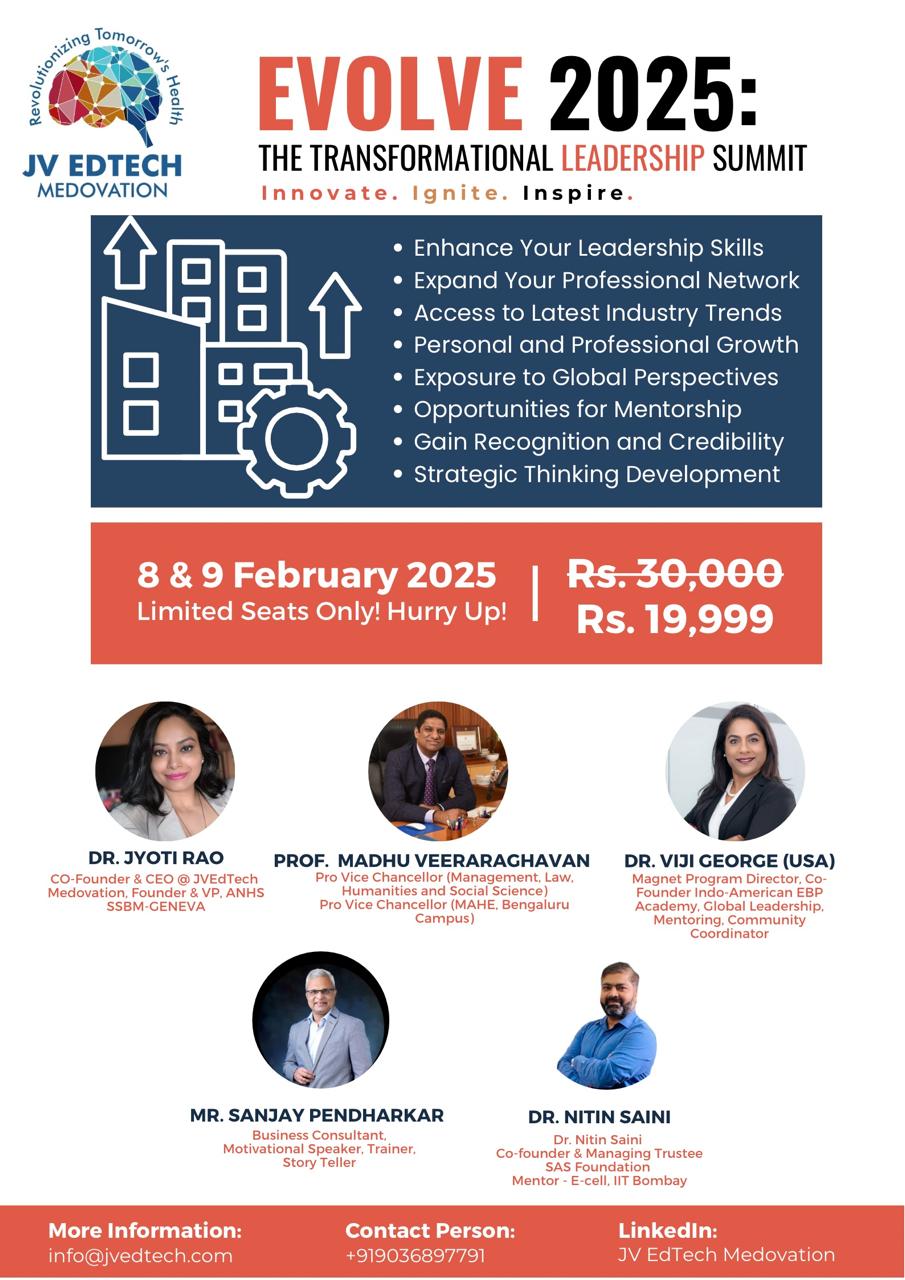 Revolutionizing Tomorrow's Health
JV EDTECH
MEDOVATION
EVOLVE 2025:
THE TRANSFORMATIONAL LEADERSHIP SUMMIT
Innovate. Ignite. Inspire.
• Enhance Your Leadership Skills
• Expand Your Professional Network
• Access to Latest Industry Trends
• Personal and Professional Growth
• Exposure to Global Perspectives
• Opportunities for Mentorship
• Gain Recognition and Credibility
• Strategic Thinking Development
8 & 9 February 2025
Limited Seats Only! Hurry Up!
Rs. 30,000
Rs. 19,999
DR. JYOTI RAO
CO-Founder & CEO @ JVEdTech
Medovation, Founder & VP, ANHS
SSBM-GENEVA
PROF. MADHU VEERARAGHAVAN
Pro Vice Chancellor (Management, Law,
Humanities and Social Science)
Pro Vice Chancellor (MAHE, Bengaluru
Campus)
DR. VIJI GEORGE (USA)
Magnet Program Director, Co-
Founder Indo-American EBP
Academy, Global Leadership,
Mentoring, Community
Coordinator
MR. SANJAY PENDHARKAR
Business Consultant,
Motivational Speaker, Trainer,
Story Teller
DR. NITIN SAINI
Dr. Nitin Saini
Co-founder & Managing Trustee
SAS Foundation
Mentor - E-cell, IIT Bombay
More Information:
info@jvedtech.com
Contact Person:
+919036897791
LinkedIn:
JV EdTech Medovation